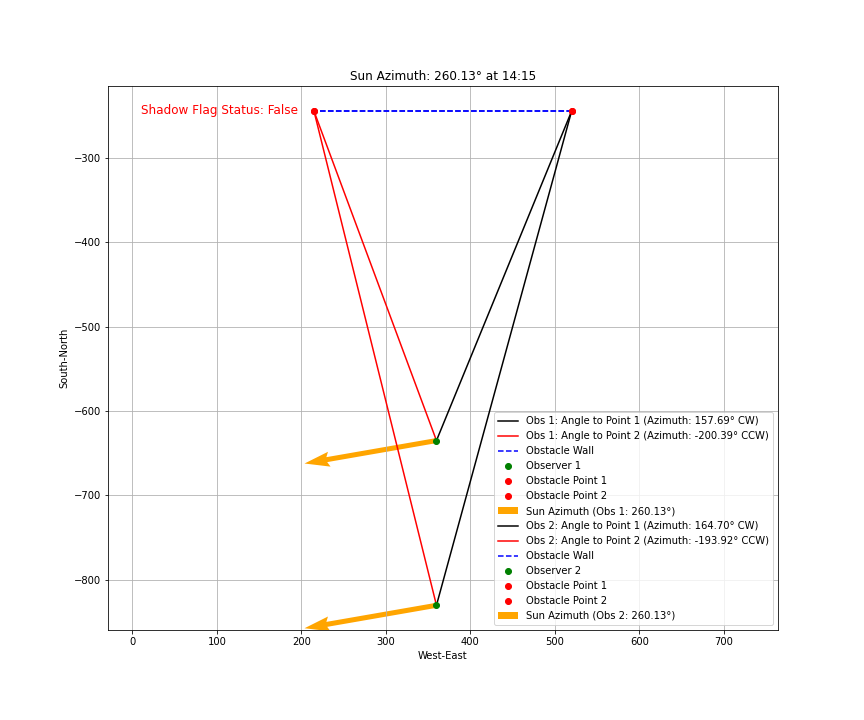 Sun Azimuth: 260.13° at 14:15
Shadow Flag Status: False
−300
−400
−500
−600
−700
−800
South-North
Obs 1: Angle to Point 1 (Azimuth: 157.69° CW)
Obs 1: Angle to Point 2 (Azimuth: -200.39° CCW)
Obstacle Wall
Observer 1
Obstacle Point 1
Obstacle Point 2
Sun Azimuth (Obs 1: 260.13°)
Obs 2: Angle to Point 1 (Azimuth: 164.70° CW)
Obs 2: Angle to Point 2 (Azimuth: -193.92° CCW)
Obstacle Wall
Observer 2
Obstacle Point 1
Obstacle Point 2
Sun Azimuth (Obs 2: 260.13°)
0 100 200 300 400 500 600 700
West-East